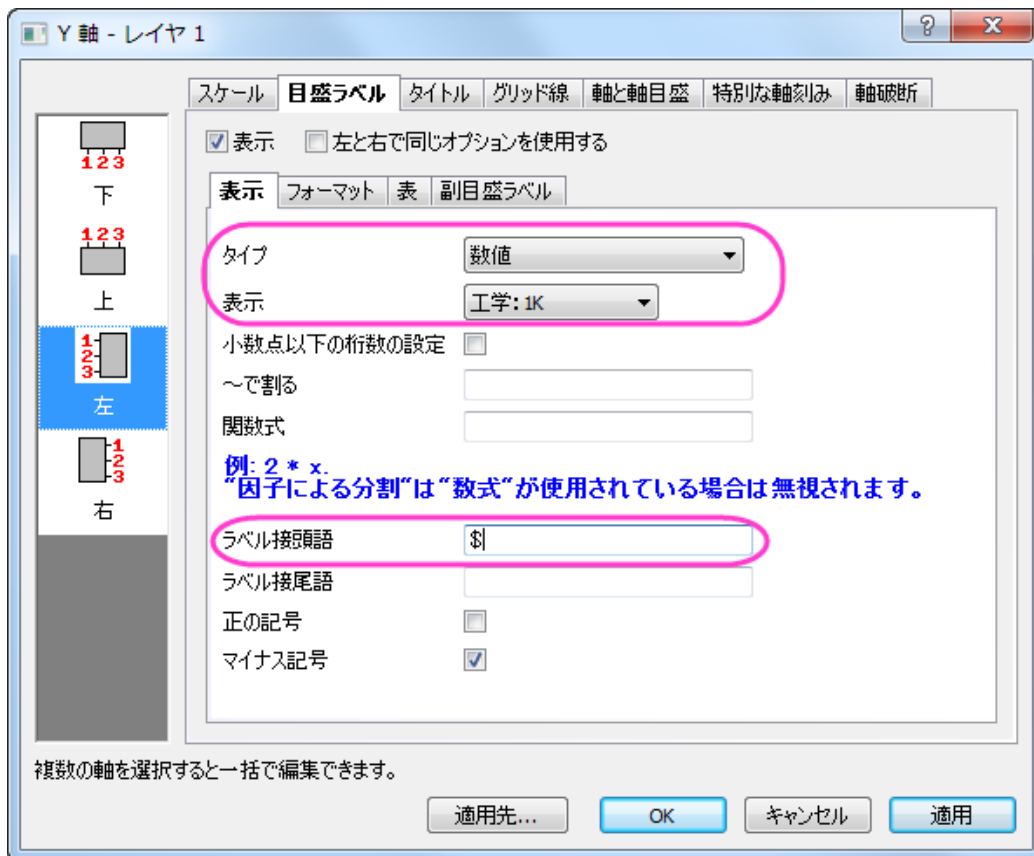 Y 軸 - レイヤ 1
スケール 目盛ラベル タイトル グリッド線 軸と軸目盛 特別な軸刻み 軸破断
表示 左と右で同じオプションを使用する
表示 フォーマット 表 副目盛ラベル
123
下
123
上
1
2
3
左
1
2
3
右
タイプ 数値
表示 工学: 1K
小数点以下の桁数の設定
～で割る
関数式
例: 2 * x.
“因子による分割”は“数式”が使用されている場合は無視されます。
ラベル接頭語 $
ラベル接尾語
正の記号
マイナス記号
複数の軸を選択すると一括で編集できます。
適用先... OK キャンセル 適用